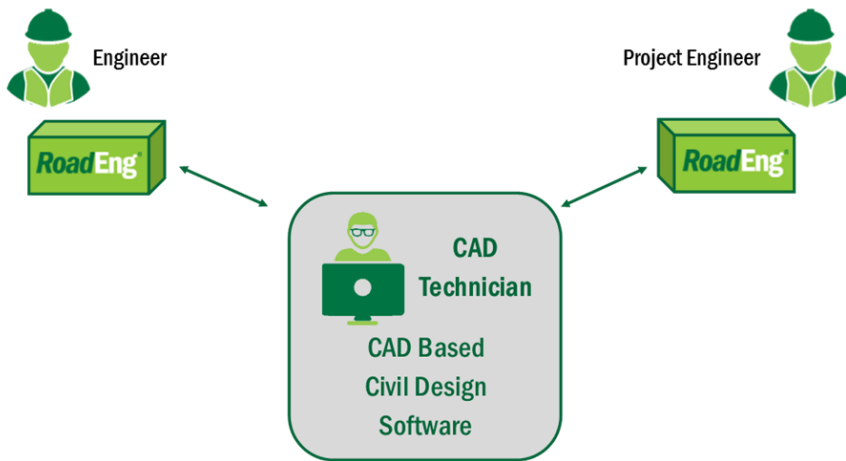 Engineer
Project Engineer
RoadEng®
RoadEng®
CAD
Technician
CAD Based
Civil Design
Software